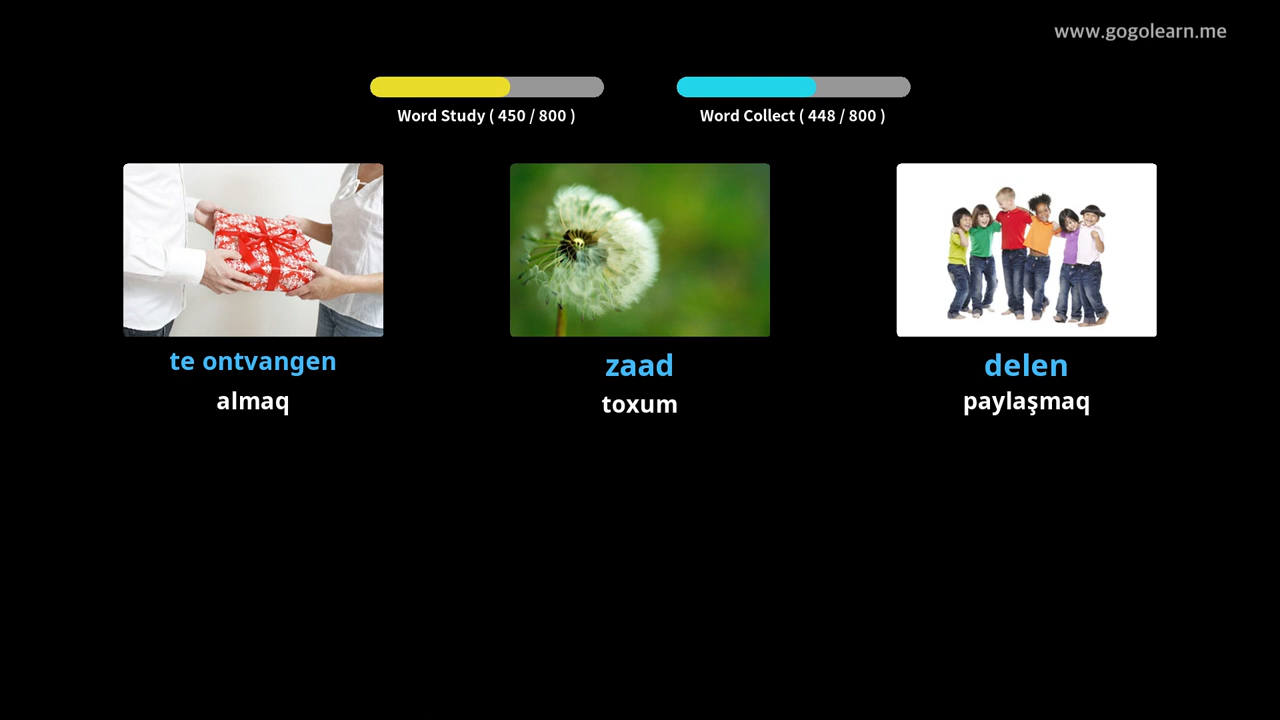 www.gogolearn.me
Word Study ( 450 / 800 )
Word Collect ( 448 / 800 )
te ontvangen
almaq
zaad
toxum
delen
paylaşmaq